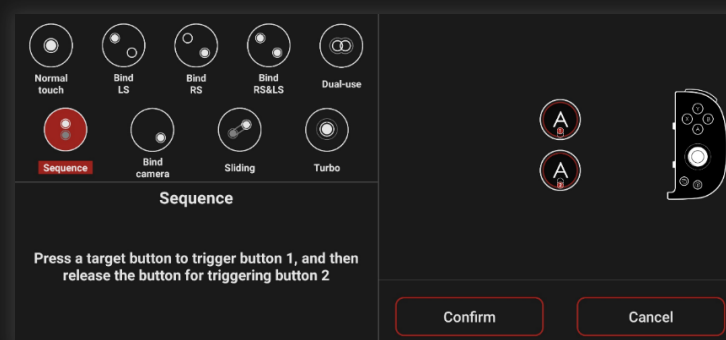 Normal
touch
Bind
LS
Bind
RS
Bind
RS&LS
Dual-use
Sequence
Bind
camera
Sliding
Turbo
Sequence
Press a target button to trigger button 1, and then
release the button for triggering button 2
A
A
Y
X
B
A
Confirm
Cancel